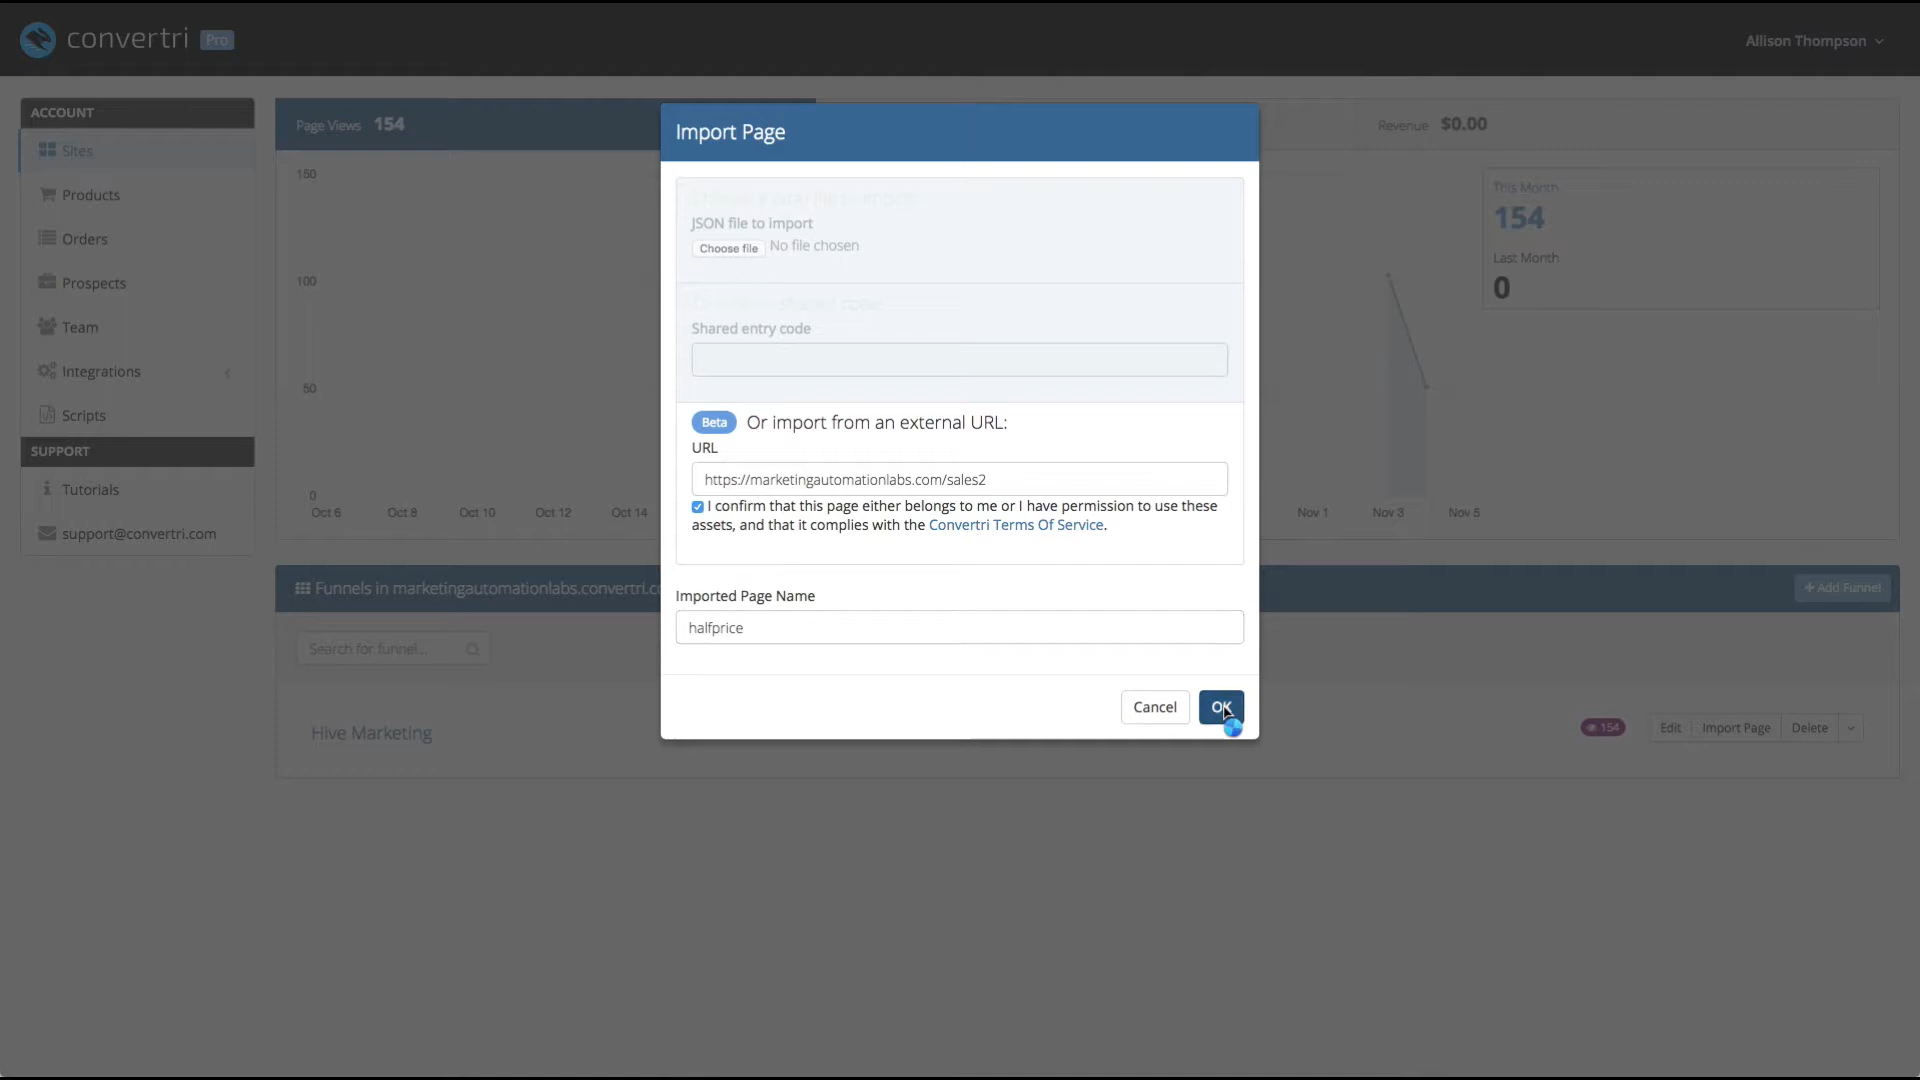 convertri Pro
Allison Thompson
ACCOUNT
Sites
Products
Orders
Prospects
Team
Integrations
Scripts
SUPPORT
Tutorials
support@convertri.com
Page Views 154
Revenue $0.00
150
100
50
0
Oct 6
Oct 8
Oct 10
Oct 12
Oct 14
Nov 1
Nov 3
Nov 5
This Month
154
Last Month
0
Import Page
JSON file to import
Choose file No file chosen
Shared entry code
Beta Or import from an external URL:
URL
https://marketingautomationlabs.com/sales2
I confirm that this page either belongs to me or I have permission to use these
assets, and that it complies with the Convertri Terms Of Service.
Imported Page Name
halfprice
Cancel
OK
Funnels in marketingautomationlabs.convertri.co
+ Add Funnel
Search for funnel...
Hive Marketing
154
Edit
Import Page
Delete